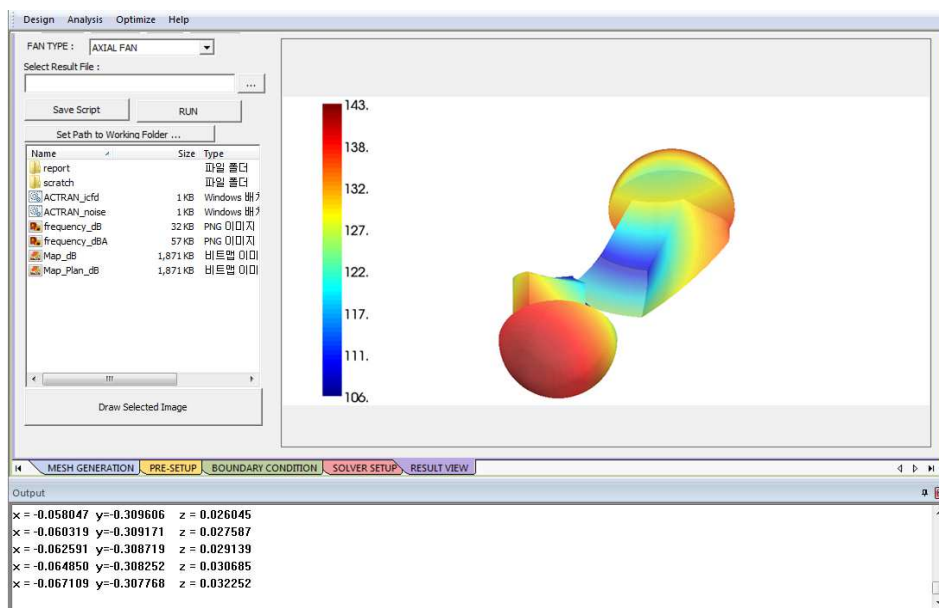 Design Analysis Optimize Help
FAN TYPE : AXIAL FAN
Select Result File :
...
Save Script RUN
Set Path to Working Folder ...
Name Size Type
report 파일 폴더
scratch 파일 폴더
ACTRAN_icfd 1 KB Windows 배치
ACTRAN_noise 1 KB Windows 배치
frequency_dB 32 KB PNG 이미지
frequency_dBA 57 KB PNG 이미지
Map_dB 1,871 KB 비트맵 이미
Map_Plan_dB 1,871 KB 비트맵 이미
Draw Selected Image
143.
138.
132.
127.
122.
117.
111.
106.
MESH GENERATION PRE-SETUP BOUNDARY CONDITION SOLVER SETUP RESULT VIEW
Output
x = -0.058047 y=-0.309606 z = 0.026045
x = -0.060319 y=-0.309171 z = 0.027587
x = -0.062591 y=-0.308719 z = 0.029139
x = -0.064850 y=-0.308252 z = 0.030685
x = -0.067109 y=-0.307768 z = 0.032252